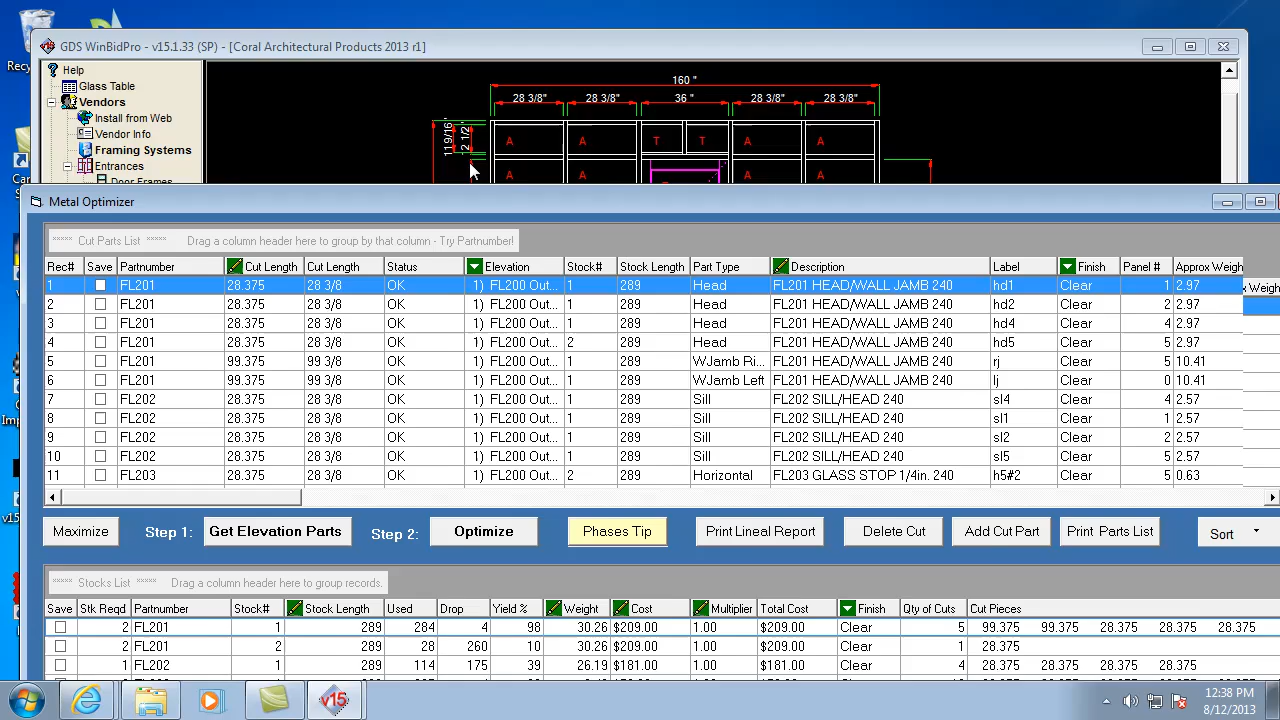 Recy
GDS WinBidPro - v15.1.33 (SP) - [Coral Architectural Products 2013 r1]
Help
Glass Table
Vendors
Install from Web
Vendor Info
Framing Systems
Entrances
Door Frames
160 "
28 3/8" 28 3/8" 36 " 28 3/8" 28 3/8"
11 9/16 " 12 1/2 "
A A T T A A
A A A A
Metal Optimizer
***** Cut Parts List ***** Drag a column header here to group by that column - Try Partnumber!
Rec# Save Partnumber Cut Length Cut Length Status Elevation Stock# Stock Length Part Type Description Label Finish Panel # Approx Weigh
1 FL201 28.375 28 3/8 OK 1) FL200 Out... 1 289 Head FL201 HEAD/WALL JAMB 240 hd1 Clear 1 2.97
2 FL201 28.375 28 3/8 OK 1) FL200 Out... 1 289 Head FL201 HEAD/WALL JAMB 240 hd2 Clear 2 2.97
3 FL201 28.375 28 3/8 OK 1) FL200 Out... 1 289 Head FL201 HEAD/WALL JAMB 240 hd4 Clear 4 2.97
4 FL201 28.375 28 3/8 OK 1) FL200 Out... 2 289 Head FL201 HEAD/WALL JAMB 240 hd5 Clear 5 2.97
5 FL201 99.375 99 3/8 OK 1) FL200 Out... 1 289 WJamb Ri... FL201 HEAD/WALL JAMB 240 rj Clear 5 10.41
6 FL201 99.375 99 3/8 OK 1) FL200 Out... 1 289 WJamb Left FL201 HEAD/WALL JAMB 240 lj Clear 0 10.41
7 FL202 28.375 28 3/8 OK 1) FL200 Out... 1 289 Sill FL202 SILL/HEAD 240 sl4 Clear 4 2.57
8 FL202 28.375 28 3/8 OK 1) FL200 Out... 1 289 Sill FL202 SILL/HEAD 240 sl1 Clear 1 2.57
9 FL202 28.375 28 3/8 OK 1) FL200 Out... 1 289 Sill FL202 SILL/HEAD 240 sl2 Clear 2 2.57
10 FL202 28.375 28 3/8 OK 1) FL200 Out... 1 289 Sill FL202 SILL/HEAD 240 sl5 Clear 5 2.57
11 FL203 28.375 28 3/8 OK 1) FL200 Out... 2 289 Horizontal FL203 GLASS STOP 1/4in. 240 h5#2 Clear 5 0.63
Maximize Step 1: Get Elevation Parts Step 2: Optimize Phases Tip Print Lineal Report Delete Cut Add Cut Part Print Parts List Sort
***** Stocks List ***** Drag a column header here to group records.
Save Stk Reqd Partnumber Stock# Stock Length Used Drop Yield % Weight Cost Multiplier Total Cost Finish Qty of Cuts Cut Pieces
2 FL201 1 289 284 4 98 30.26 $209.00 1.00 $209.00 Clear 5 99.375 99.375 28.375 28.375 28.375
2 FL201 2 289 28 260 10 30.26 $209.00 1.00 $209.00 Clear 1 28.375
1 FL202 1 289 114 175 39 26.19 $181.00 1.00 $181.00 Clear 4 28.375 28.375 28.375 28.375
v15
12:38 PM
8/12/2013